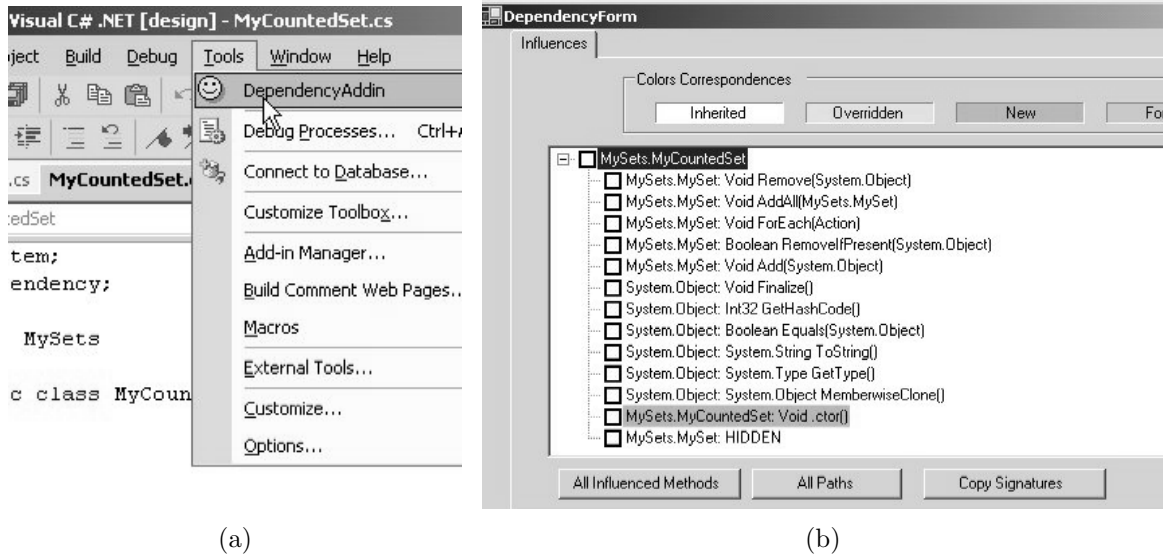 Visual C# .NET [design] - MyCountedSet.cs
Build Debug Tools Window Help
DependencyAddin
Debug Processes... Ctrl+
Connect to Database...
Customize Toolbox...
Add-in Manager...
Build Comment Web Pages..
Macros
External Tools...
Customize...
Options...
.cs MyCountedSet.
edSet
tem;
endency;
MySets
c class MyCoun
(a)
DependencyForm
Influences
Colors Correspondences
Inherited Overridden New Fo
MySets.MyCountedSet
MySets.MySet: Void Remove(System.Object)
MySets.MySet: Void AddAll(MySets.MySet)
MySets.MySet: Void ForEach(Action)
MySets.MySet: Boolean RemoveIfPresent(System.Object)
MySets.MySet: Void Add(System.Object)
System.Object: Void Finalize()
System.Object: Int32 GetHashCode()
System.Object: Boolean Equals(System.Object)
System.Object: System.String ToString()
System.Object: System.Type GetType()
System.Object: System.Object MemberwiseClone()
MySets.MyCountedSet: Void .ctor()
MySets.MySet: HIDDEN
All Influenced Methods All Paths Copy Signatures
(b)